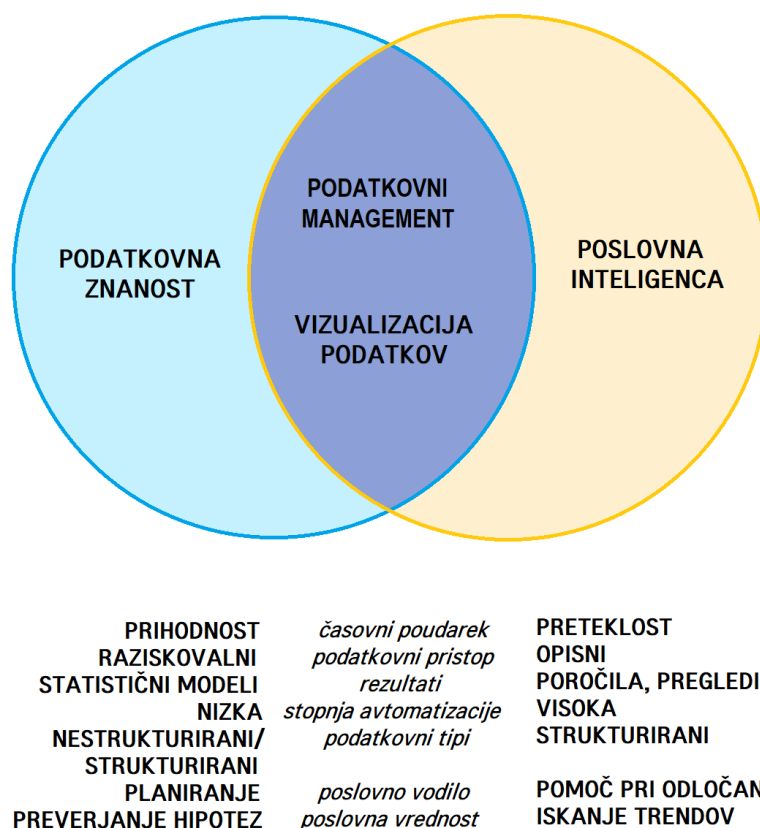 PODATKOVNI
MANAGEMENT
PODATKOVNA
ZNANOST
POSLOVNA
INTELIGENCA
VIZUALIZACIJA
PODATKOV
PRIHODNOST časovni poudarek PRETEKLOST
RAZISKOVALNI podatkovni pristop OPISNI
STATISTIČNI MODELI rezultati POROČILA, PREGLEDI
NIZKA stopnja avtomatizacije VISOKA
NESTRUKTURIRANI/ podatkovni tipi STRUKTURIRANI
STRUKTURIRANI
PLANIRANJE poslovno vodilo POMOČ PRI
PREVERJANJE HIPOTEZ poslovna vrednost ISKANJE TRENDOV